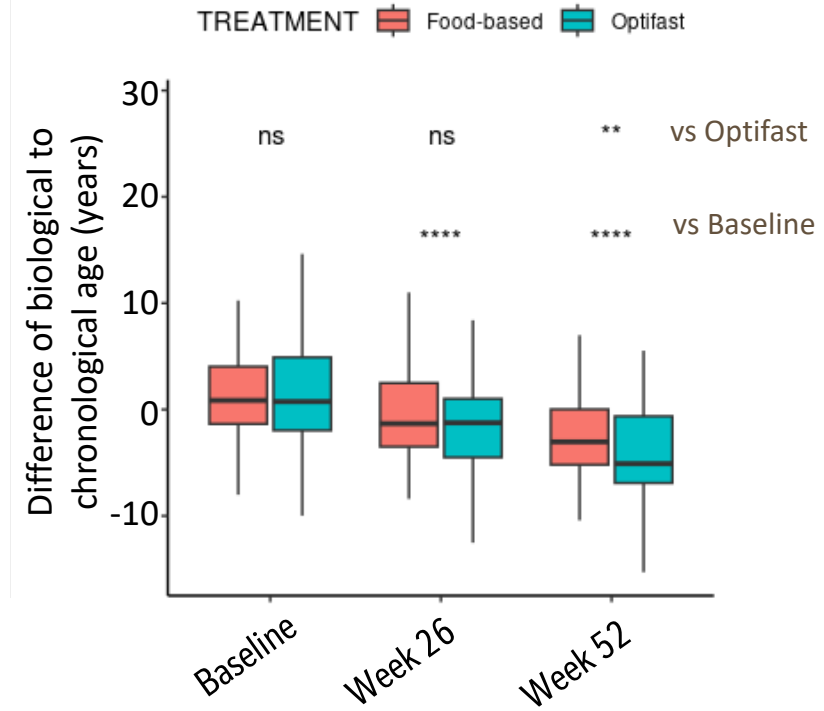 TREATMENT Food-based Optifast
Difference of biological to
chronological age (years)
30
20
10
0
-10
ns ns ** vs Optifast
**** **** vs Baseline
Baseline Week 26 Week 52